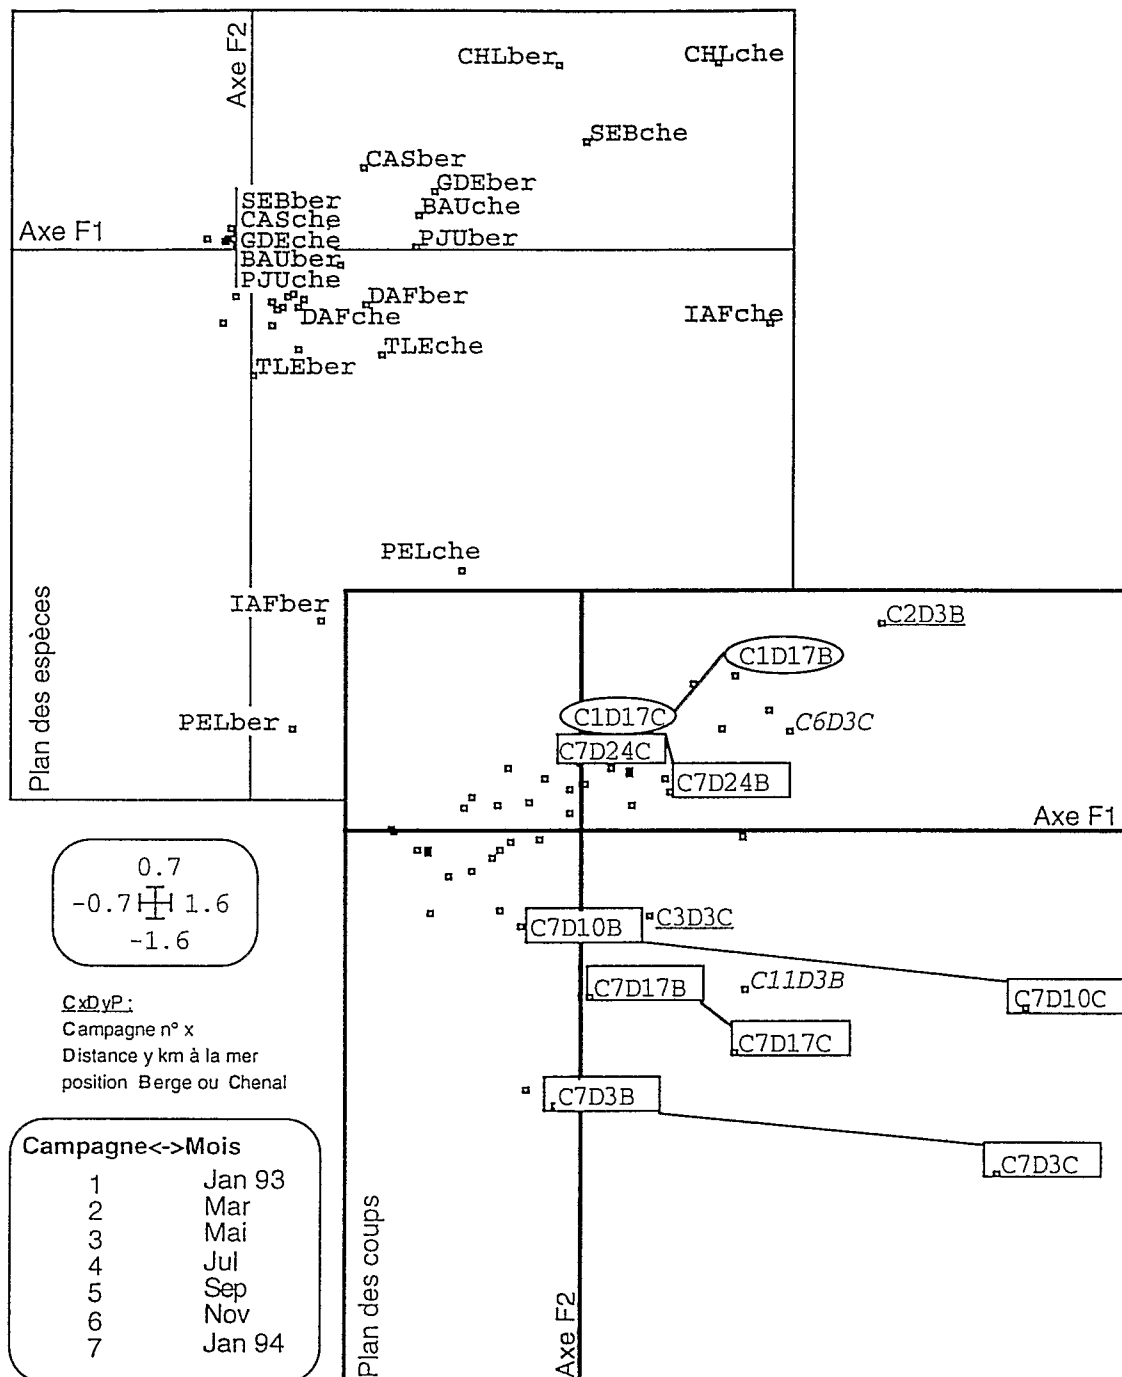 Axe F2
CHLber
CHLche
SEBche
CASber
GDEber
SEBber
BAUche
CASche
Axe F1
GDEche
PJUber
BAUber
PJUche
DAFber
DAFche
IAFche
TLEche
TLEber
PELche
IAFber
PELber
Plan des espèces
C2D3B
C1D17B
C1D17C
C6D3C
C7D24C
C7D24B
Axe F1
C7D10B
C3D3C
C7D17B
C11D3B
C7D10C
C7D17C
C7D3B
C7D3C
Plan des coups
Axe F2
0.7
-0.7 1.6
-1.6
CxDyP:
Campagne n° x
Distance y km à la mer
position Berge ou Chenal
Campagne<->Mois
1 Jan 93
2 Mar
3 Mai
4 Jul
5 Sep
6 Nov
7 Jan 94